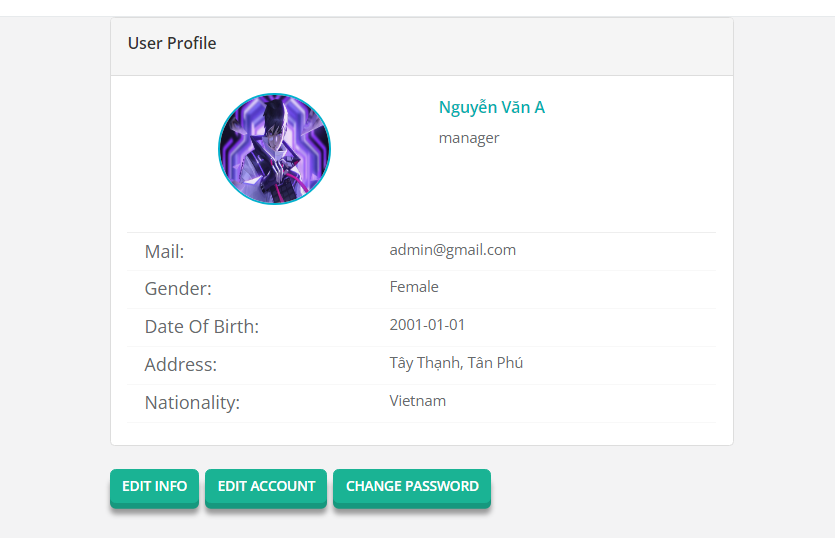 User Profile
Nguyễn Văn A
manager
Mail: admin@gmail.com
Gender: Female
Date Of Birth: 2001-01-01
Address: Tây Thạnh, Tân Phú
Nationality: Vietnam
EDIT INFO EDIT ACCOUNT CHANGE PASSWORD